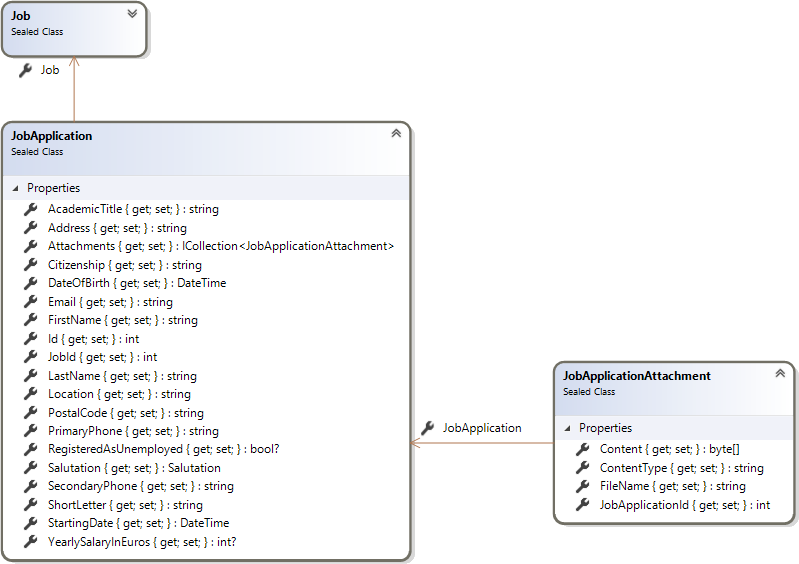 Job
Sealed Class
Job
JobApplication
Sealed Class
Properties
AcademicTitle { get; set; } : string
Address { get; set; } : string
Attachments { get; set; } : ICollection<JobApplicationAttachment>
Citizenship { get; set; } : string
DateOfBirth { get; set; } : DateTime
Email { get; set; } : string
FirstName { get; set; } : string
Id { get; set; } : int
JobId { get; set; } : int
LastName { get; set; } : string
Location { get; set; } : string
PostalCode { get; set; } : string
PrimaryPhone { get; set; } : string
RegisteredAsUnemployed { get; set; } : bool?
Salutation { get; set; } : Salutation
SecondaryPhone { get; set; } : string
ShortLetter { get; set; } : string
StartingDate { get; set; } : DateTime
YearlySalaryInEuros { get; set; } : int?
JobApplication
JobApplicationAttachment
Sealed Class
Properties
Content { get; set; } : byte[]
ContentType { get; set; } : string
FileName { get; set; } : string
JobApplicationId { get; set; } : int